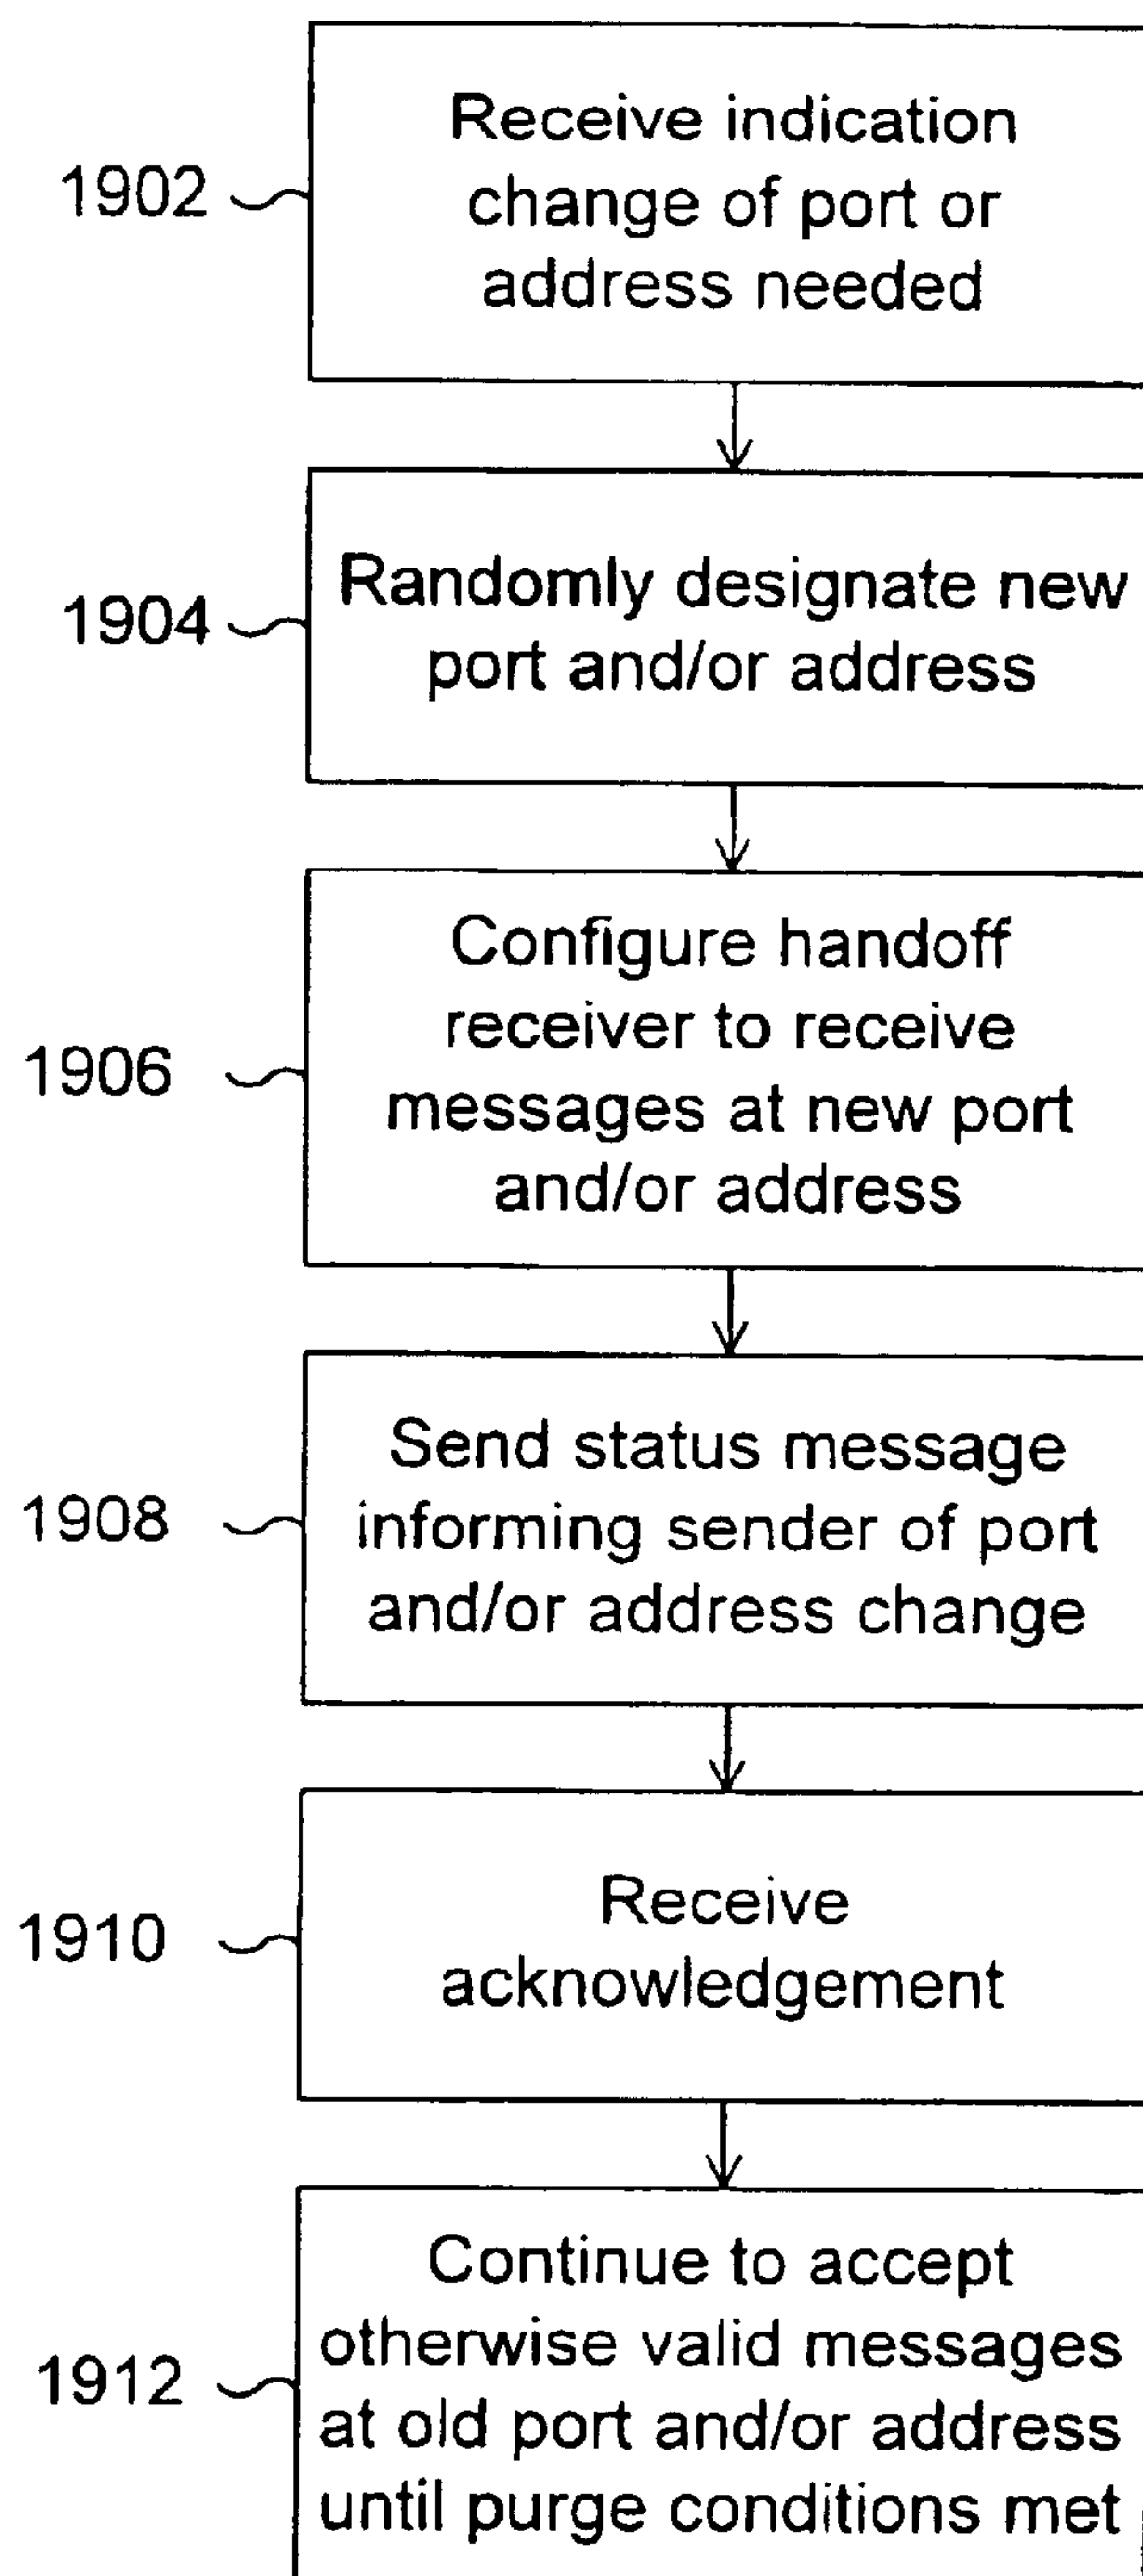 Receive indication
change of port or
address needed
1902
Randomly designate new
port and/or address
1904
Configure handoff
receiver to receive
messages at new port
and/or address
1906
Send status message
informing sender of port
and/or address change
1908
Receive
acknowledgement
1910
Continue to accept
otherwise valid messages
at old port and/or address
until purge conditions met
1912